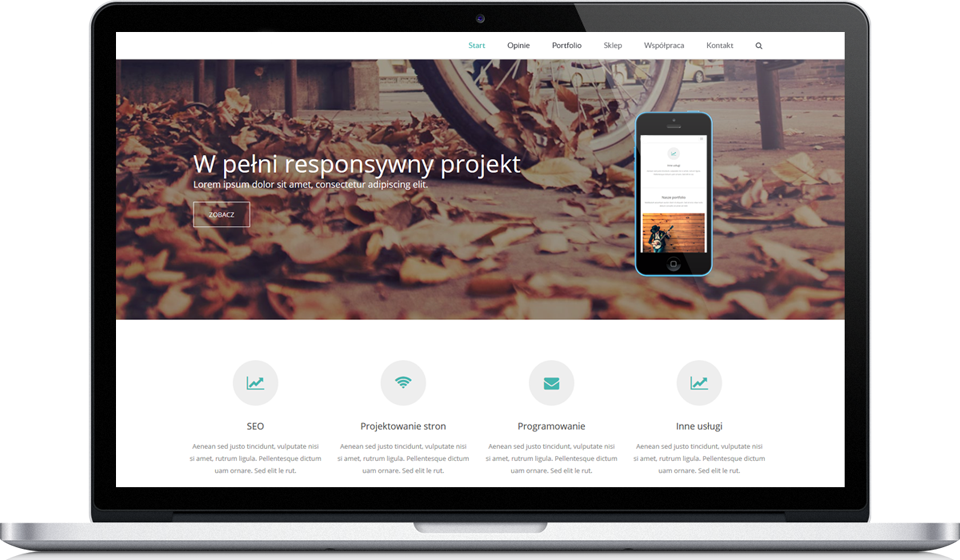 Start Opinie Portfolio Sklep Współpraca Kontakt
W pełni responsywny projekt
Lorem ipsum dolor sit amet, consectetur adipiscing elit.
ZOBACZ
Inne usługi
Nasze portfolio
SEO
Aenean sed justo tincidunt, vulputate nisi
si amet, rutrum ligula. Pellentesque dictum
uam ornare. Sed elit le rut.
Projektowanie stron
Aenean sed justo tincidunt, vulputate nisi
si amet, rutrum ligula. Pellentesque dictum
uam ornare. Sed elit le rut.
Programowanie
Aenean sed justo tincidunt, vulputate nisi
si amet, rutrum ligula. Pellentesque dictum
uam ornare. Sed elit le rut.
Inne usługi
Aenean sed justo tincidunt, vulputate nisi
si amet, rutrum ligula. Pellentesque dictum
uam ornare. Sed elit le rut.